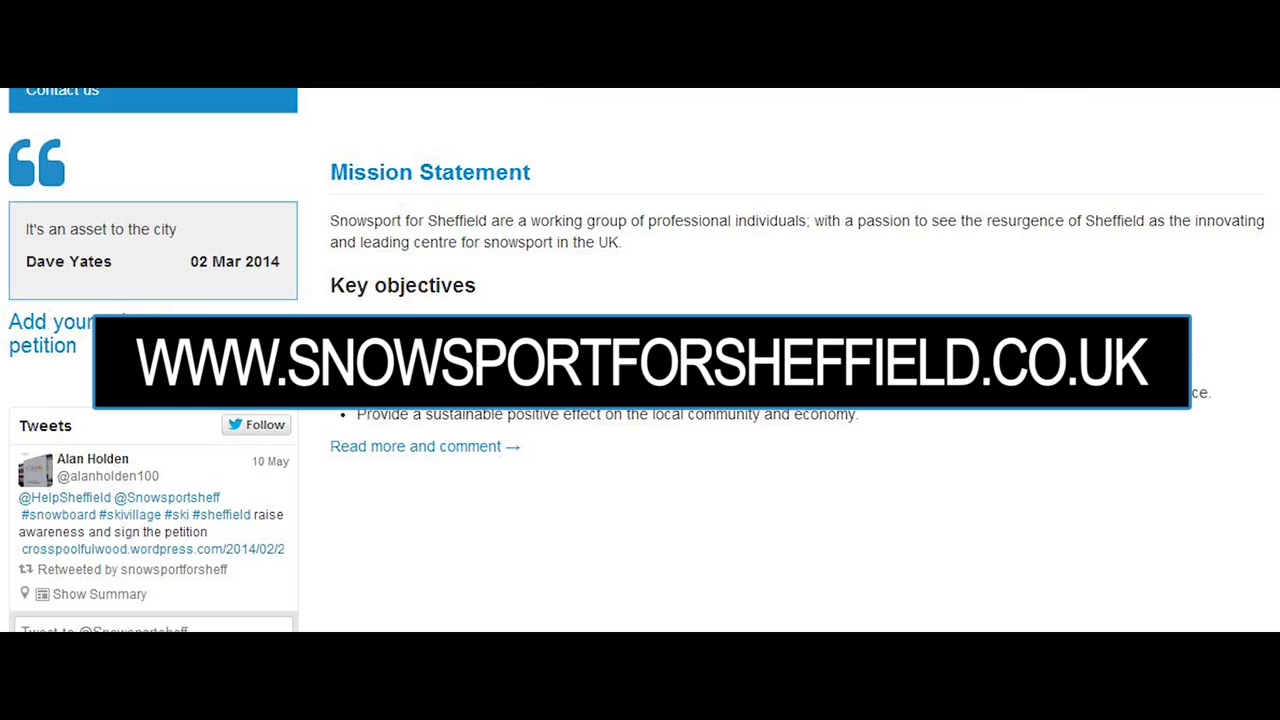 Contact us
It's an asset to the city
Dave Yates 02 Mar 2014
Add your
petition
Tweets Follow
Alan Holden 10 May
@alanholden100
@HelpSheffield @Snowsportsheff
#snowboard #skivillage #ski #sheffield raise
awareness and sign the petition
crosspoolfulwood.wordpress.com/2014/02/2
Retweeted by snowsportforsheff
Show Summary
Tweet to @Snowsportsheff
Mission Statement
Snowsport for Sheffield are a working group of professional individuals; with a passion to see the resurgence of Sheffield as the innovating
and leading centre for snowsport in the UK.
Key objectives
WWW.SNOWSPORTFORSHEFFIELD.CO.UK
ce.
• Provide a sustainable positive effect on the local community and economy.
Read more and comment →